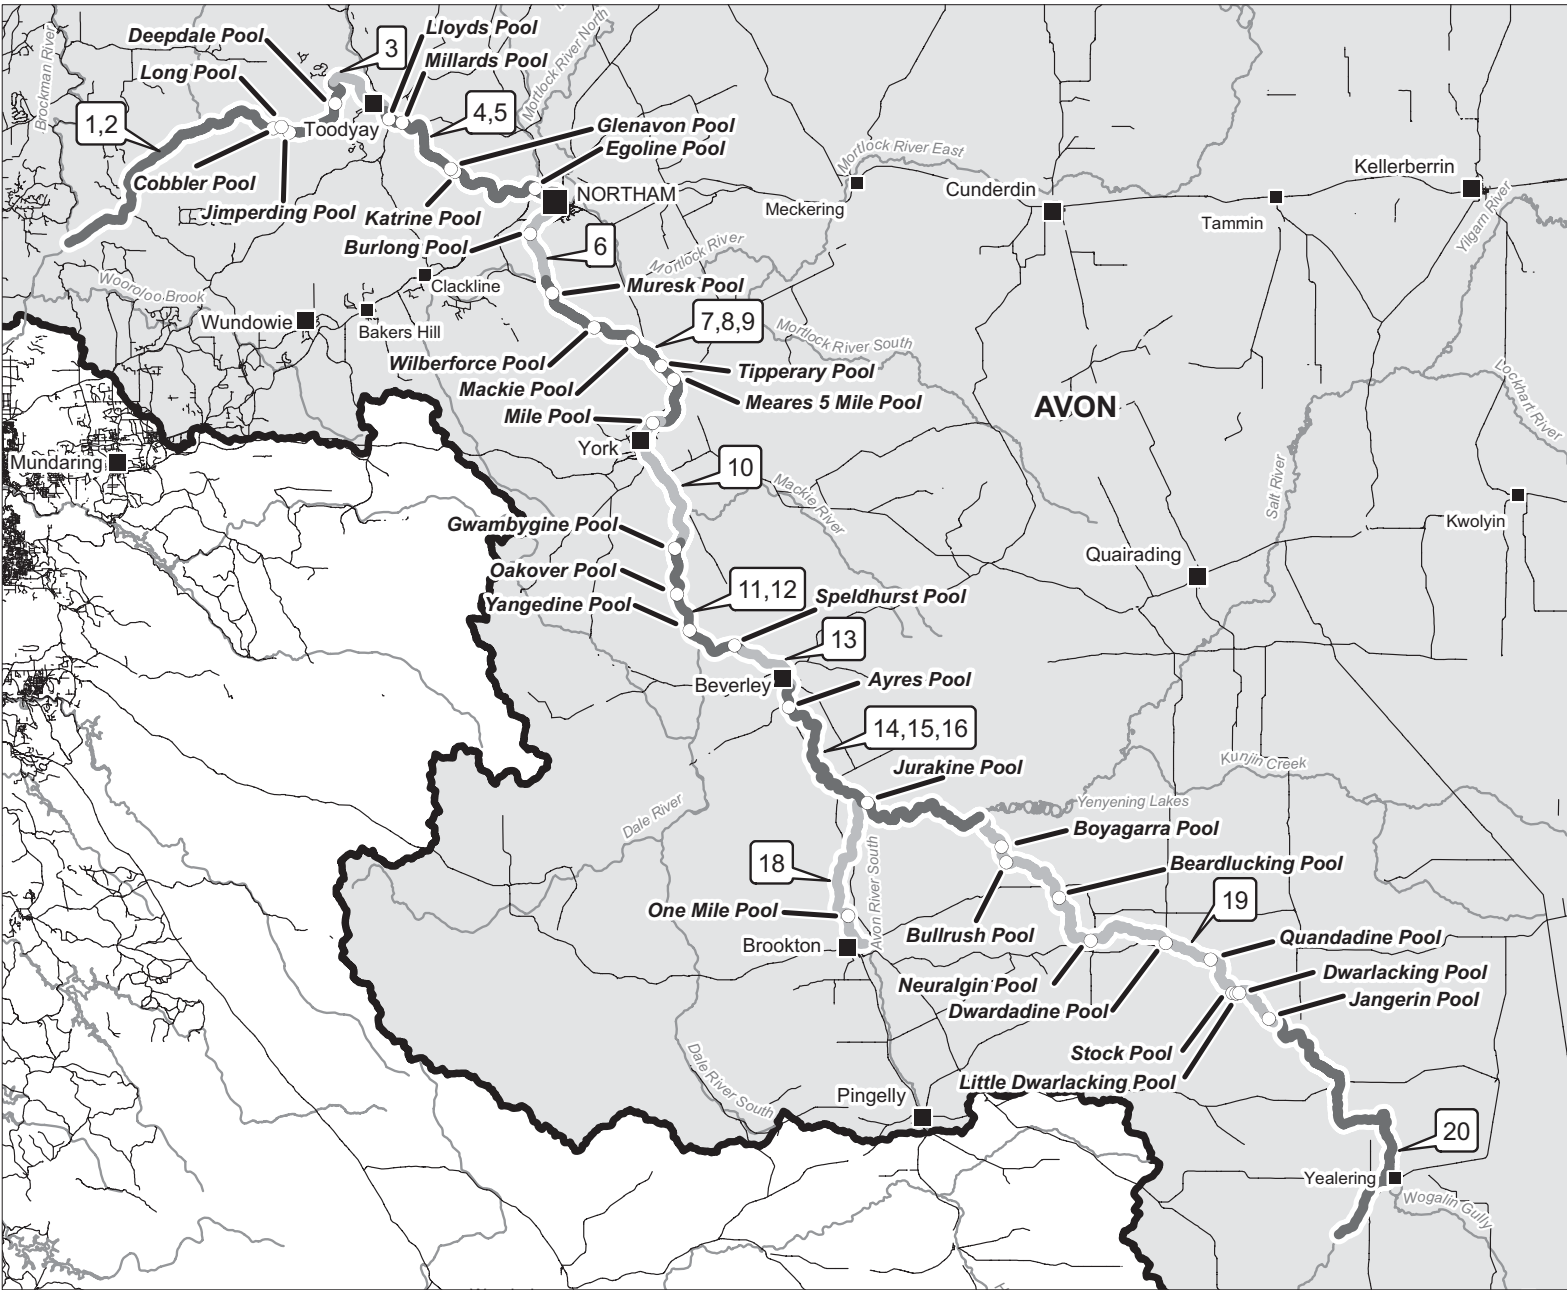 Lloyds Pool
Deepdale Pool
3
Millards Pool
Long Pool
Brockman River
Mortlock River North
1,2
4,5
Toodyay
Glenavon Pool
Egoline Pool
Mortlock River East
Kellerberrin
Cobbler Pool
Jimperding Pool
Katrine Pool
NORTHAM
Meckering
Cunderdin
Tammin
Yilgarn River
Burlong Pool
6
Mortlock River
Clackline
Muresk Pool
Wooroloo Brook
Wundowie
Bakers Hill
7,8,9
Mortlock River South
Wilberforce Pool
Mackie Pool
Tipperary Pool
Meares 5 Mile Pool
Mile Pool
AVON
Lockhart River
York
Mundaring
10
Mackie River
Salt River
Gwambygine Pool
Kwolyin
Quairading
Oakover Pool
11,12
Yangedine Pool
Speldhurst Pool
13
Beverley
Ayres Pool
14,15,16
Jurakine Pool
Kunjin Creek
Yenyening Lakes
Dale River
Boyagarra Pool
18
Avon River South
Beardlucking Pool
19
One Mile Pool
Brookton
Bullrush Pool
Quandadine Pool
Neuralgin Pool
Dwarlacking Pool
Dwardadine Pool
Jangerin Pool
Stock Pool
Little Dwarlacking Pool
Dale River South
Pingelly
20
Yealering
Wogalin Gully